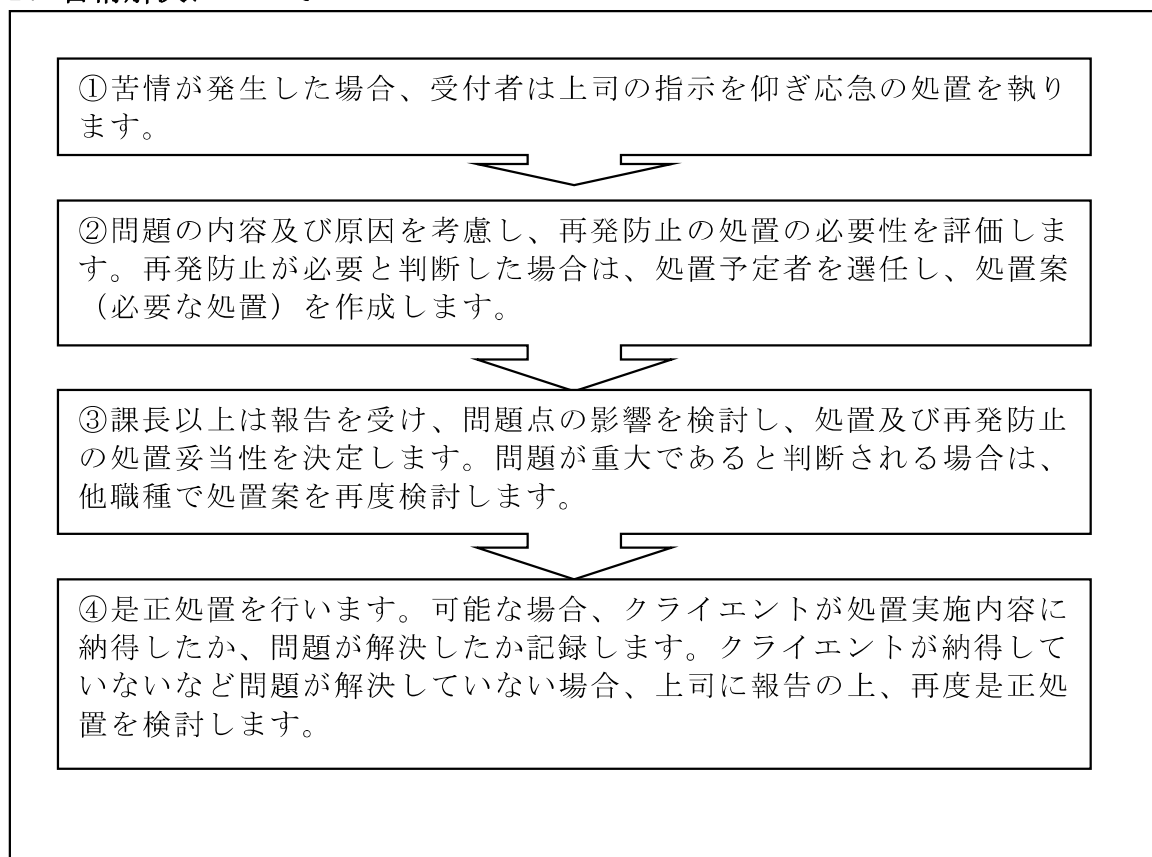 ①苦情が発生した場合、受付者は上司の指示を仰ぎ応急の処置を執り
ます。
②問題の内容及び原因を考慮し、再発防止の処置の必要性を評価しま
す。再発防止が必要と判断した場合は、処置予定者を選任し、処置案
（必要な処置）を作成します。
③課長以上は報告を受け、問題点の影響を検討し、処置及び再発防止
の処置妥当性を決定します。問題が重大であると判断される場合は、
他職種で処置案を再度検討します。
④是正処置を行います。可能な場合、クライエントが処置実施内容に
納得したか、問題が解決したか記録します。クライエントが納得して
いないなど問題が解決していない場合、上司に報告の上、再度是正処
置を検討します。